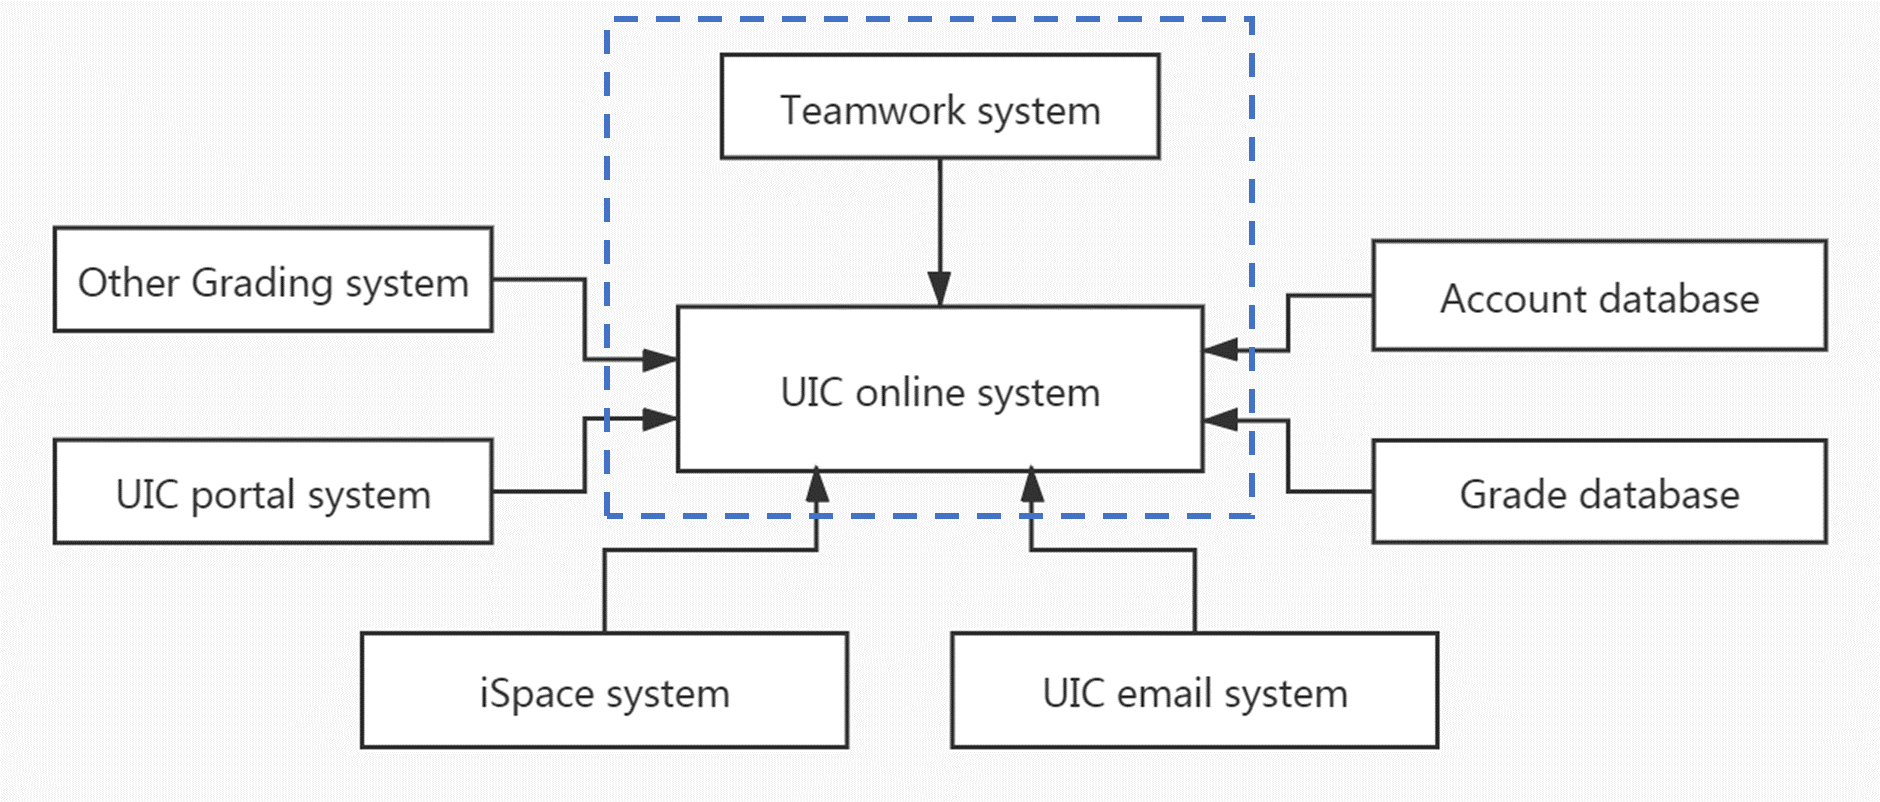 Teamwork system
Other Grading system
Account database
UIC online system
UIC portal system
Grade database
iSpace system
UIC email system